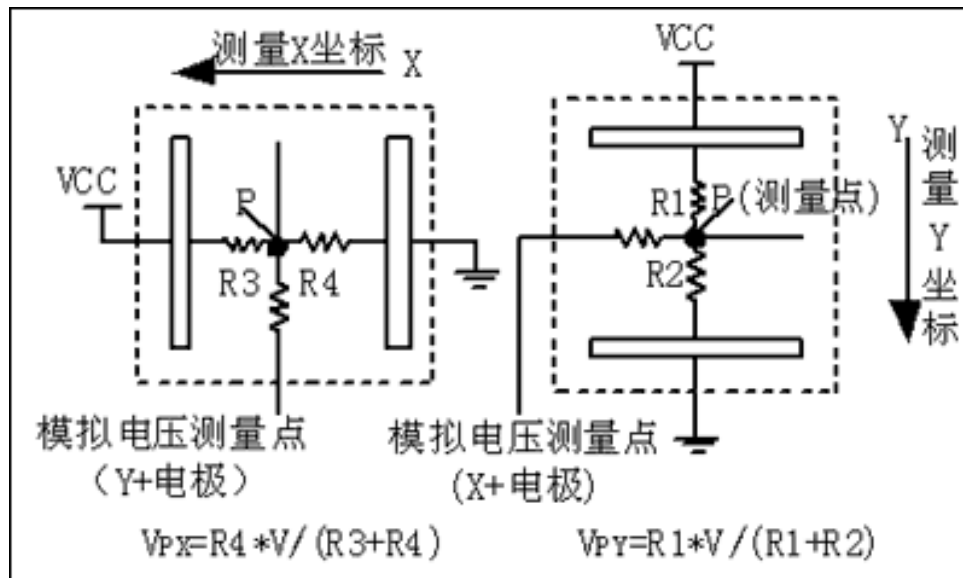 测量X坐标
X
VCC
P
R3
R4
模拟电压测量点
（Y+电极）
VPX=R4*V/(R3+R4)
VCC
R1
P(测量点)
R2
Y
测量Y坐标
模拟电压测量点
(X+电极)
VPY=R1*V/(R1+R2)